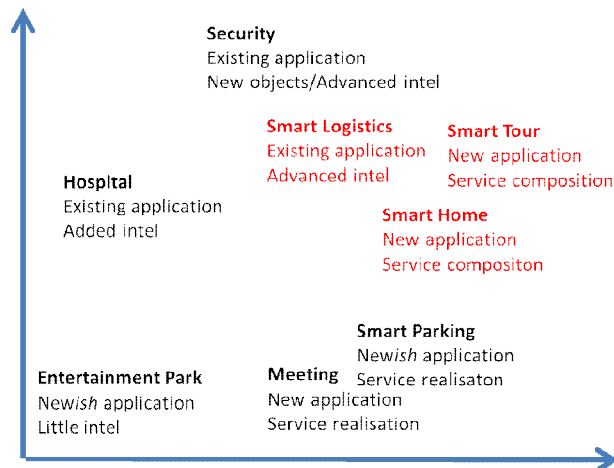 Security
Existing application
New objects/Advanced intel
Smart Logistics
Existing application
Advanced intel
Smart Tour
New application
Service composition
Hospital
Existing application
Added intel
Smart Home
New application
Service compositon
Smart Parking
Newish application
Service realisaton
Entertainment Park
Newish application
Little intel
Meeting
New application
Service realisation